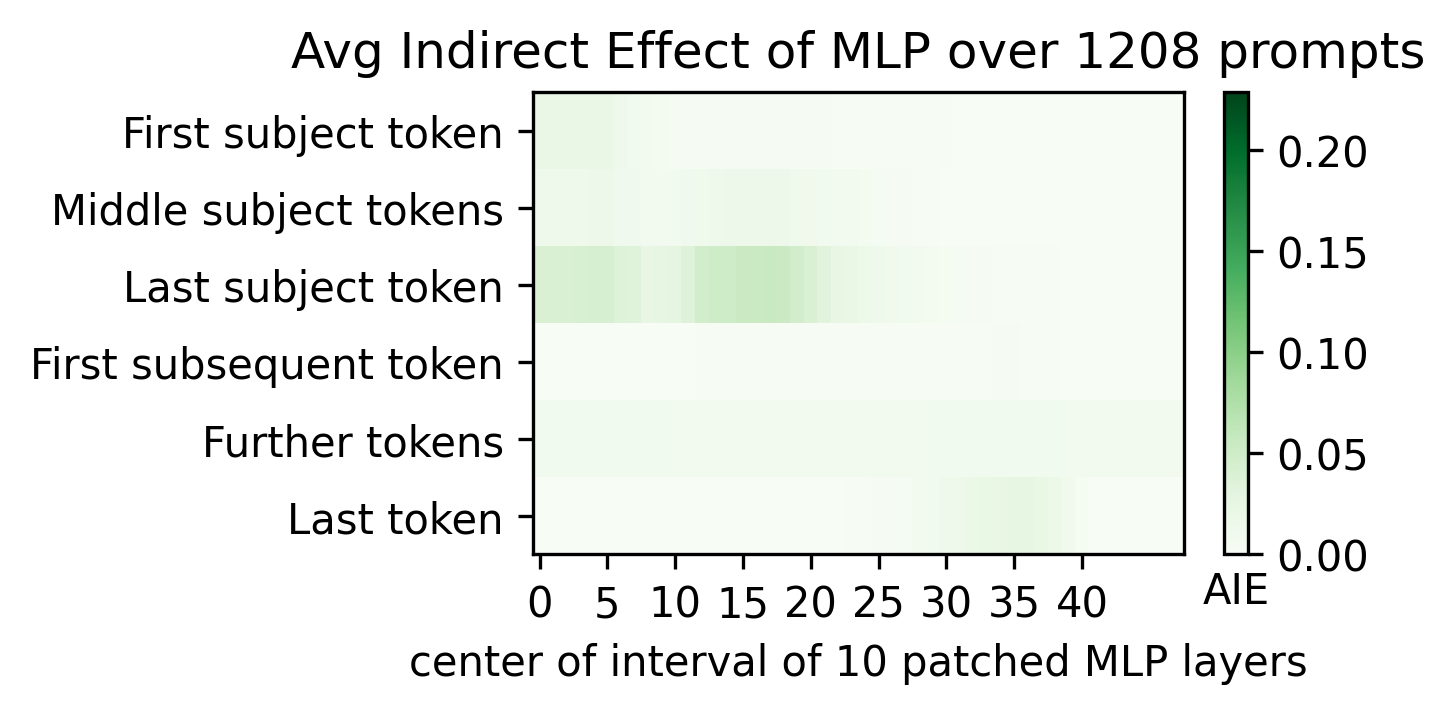 Avg Indirect Effect of MLP over 1208 prompts
First subject token
Middle subject tokens
Last subject token
First subsequent token
Further tokens
Last token
0 5 10 15 20 25 30 35 40
center of interval of 10 patched MLP layers
0.20
0.15
0.10
0.05
0.00
AIE